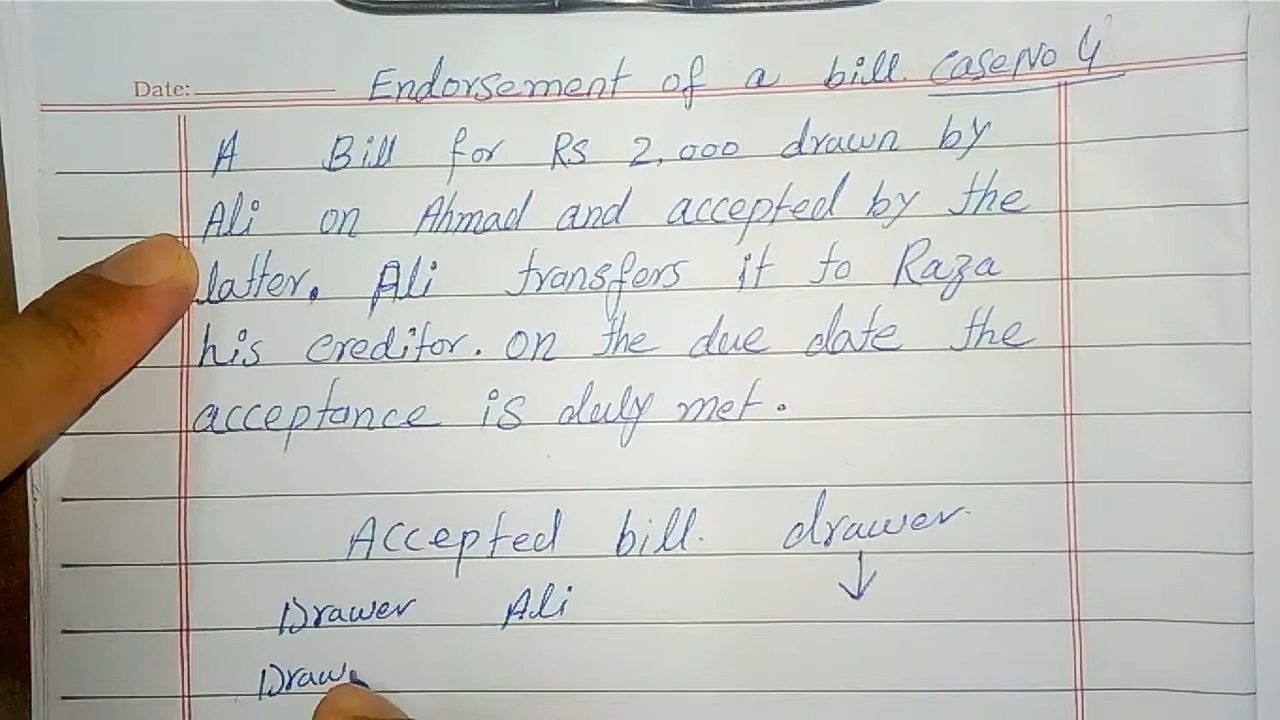 Date: Endorsement of a bill. Case No 4
A Bill for RS 2,000 drawn by
Ali on Ahmad and accepted by the
latter. Ali transfers it to Raza
his creditor. on the due date the
acceptance is duly met.
Accepted bill. drawer
Drawer Ali
Draw